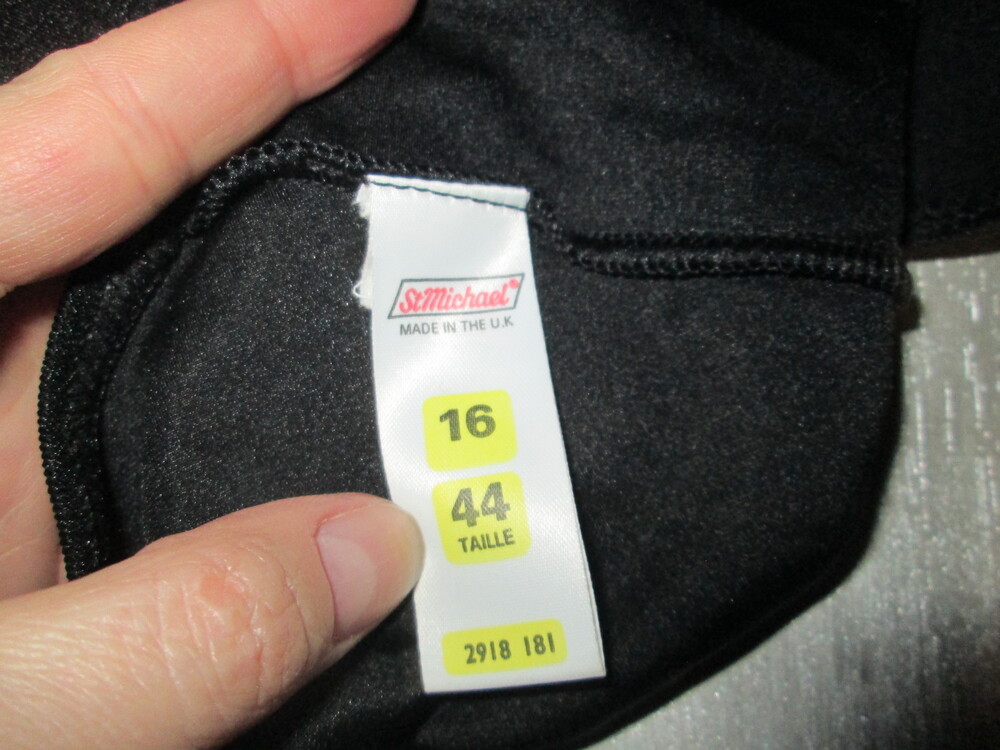 StMichael®
MADE IN THE U.K
16
44
TAILLE
2918 181